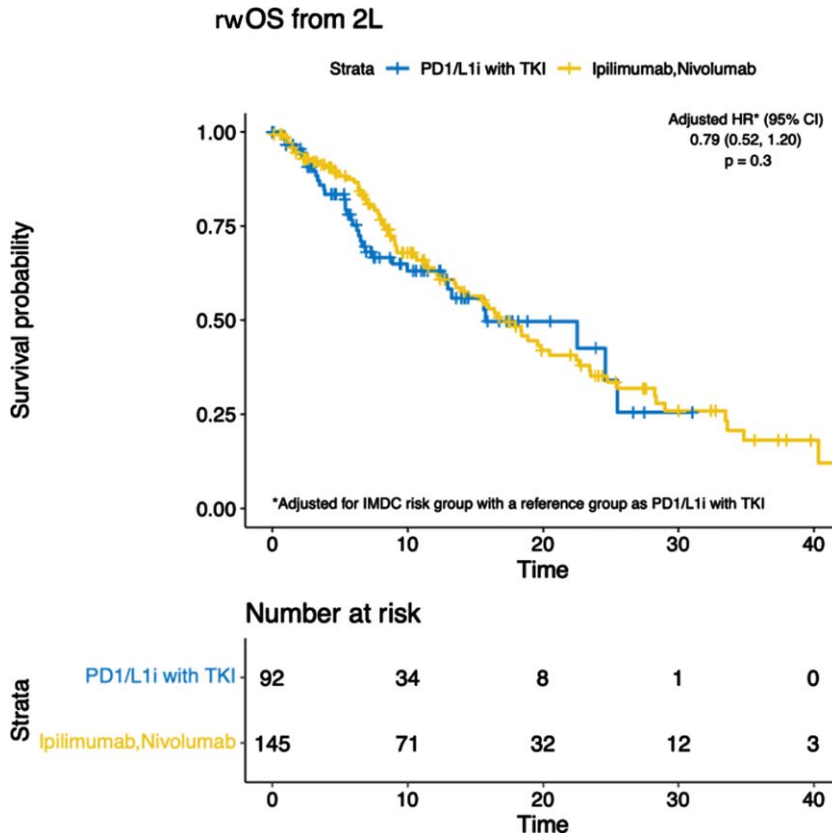 rwOS from 2L
Strata PD1/L1i with TKI Ipilimumab,Nivolumab
Adjusted HR* (95% CI)
0.79 (0.52, 1.20)
p = 0.3
Survival probability
1.00
0.75
0.50
0.25
0.00
*Adjusted for IMDC risk group with a reference group as PD1/L1i with TKI
0 10 20 30 40
Time
Number at risk
Strata
PD1/L1i with TKI 92 34 8 1 0
Ipilimumab,Nivolumab 145 71 32 12 3
0 10 20 30 40
Time